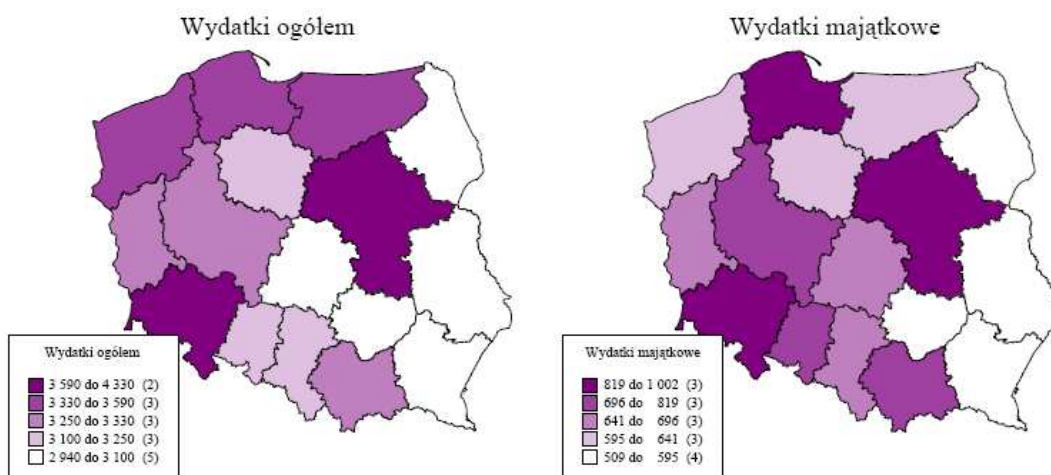 Wydatki ogółem
Wydatki majątkowe
Wydatki ogółem
3 590 do 4 330 (2)
3 330 do 3 590 (3)
3 250 do 3 330 (3)
3 100 do 3 250 (3)
2 940 do 3 100 (5)
Wydatki majątkowe
819 do 1 002 (3)
696 do 819 (3)
641 do 696 (3)
595 do 641 (3)
509 do 595 (4)